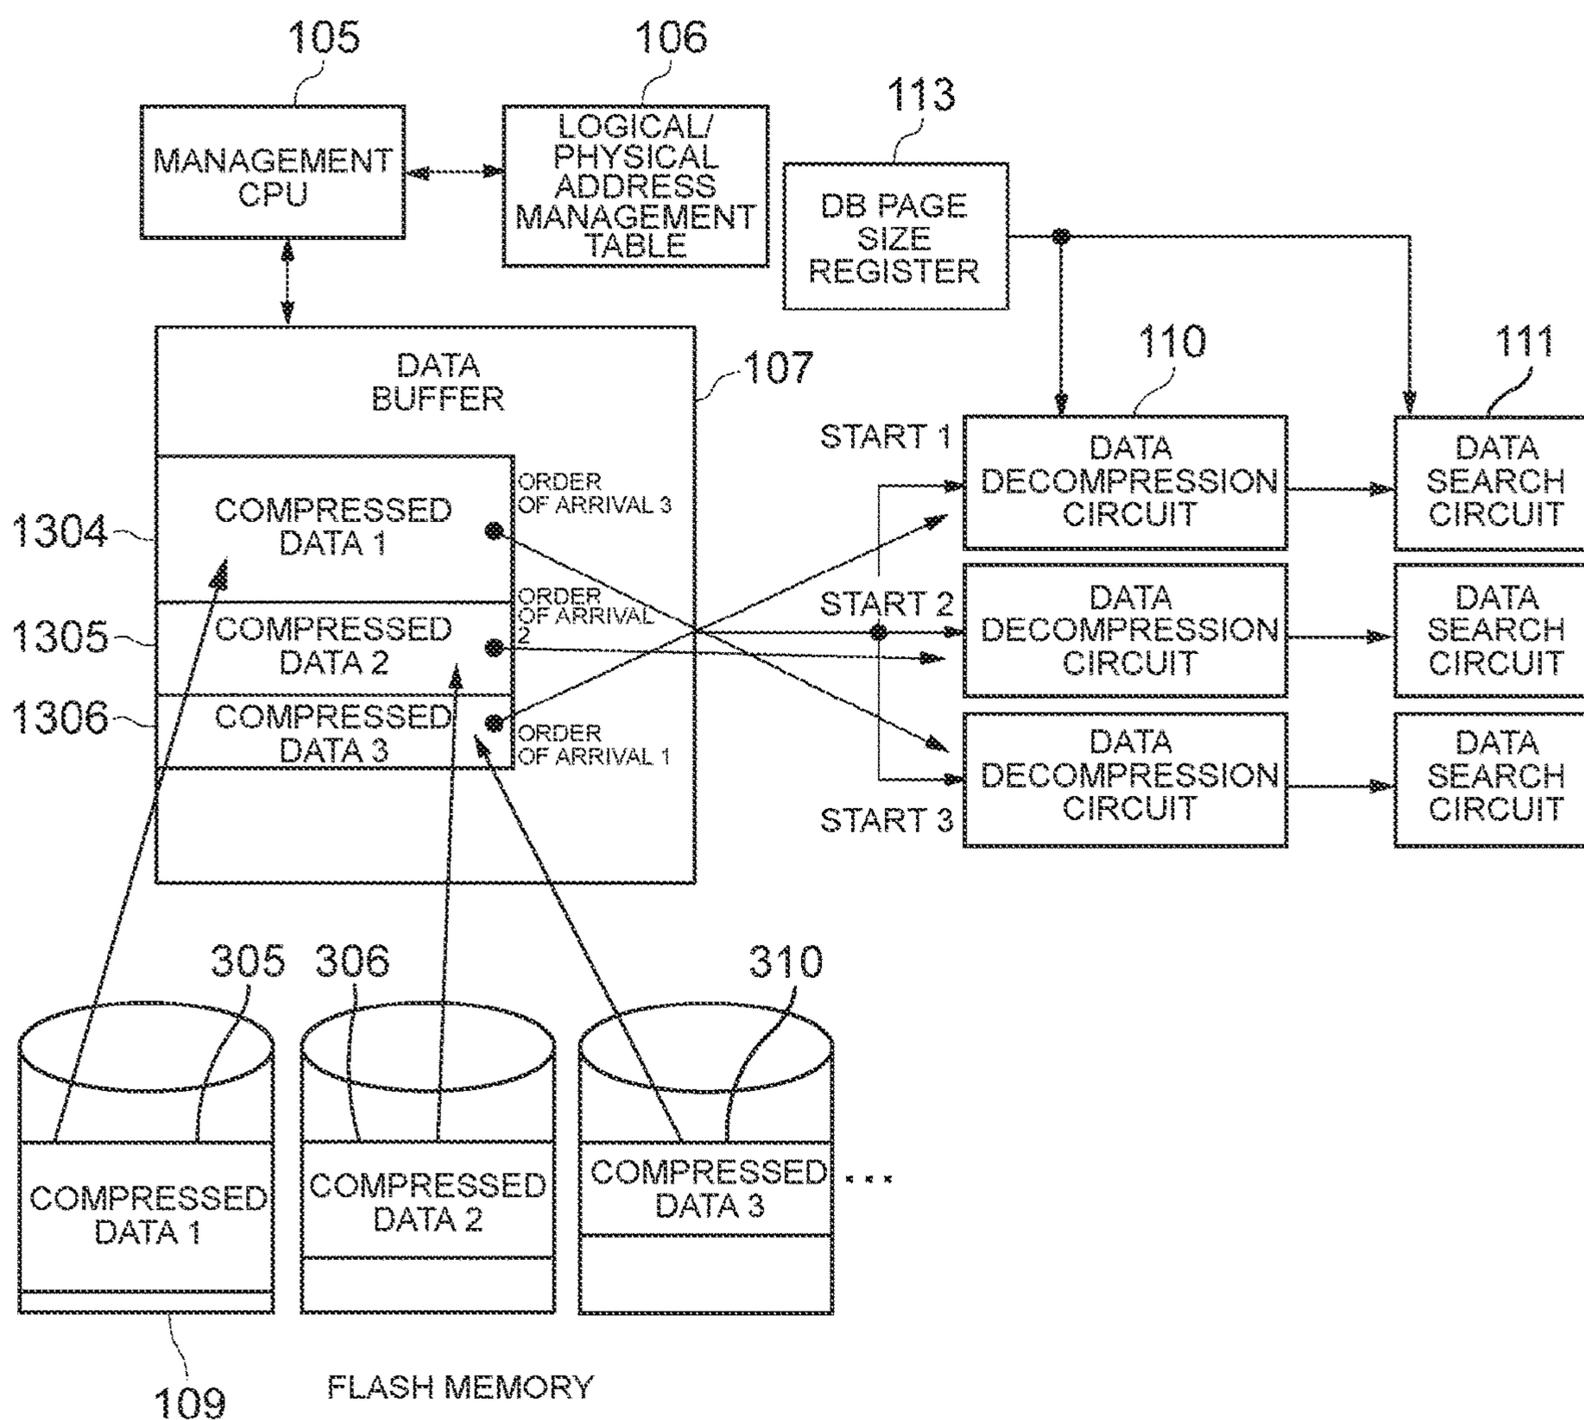 105
106
113
MANAGEMENT
CPU
LOGICAL/
PHYSICAL
ADDRESS
MANAGEMENT
TABLE
DB PAGE
SIZE
REGISTER
DATA
BUFFER
107
110
111
START 1
DATA
DECOMPRESSION
CIRCUIT
DATA
SEARCH
CIRCUIT
1304
COMPRESSED
DATA 1
ORDER
OF ARRIVAL 3
1305
COMPRESSED
DATA 2
ORDER
OF ARRIVAL
2
START 2
DATA
DECOMPRESSION
CIRCUIT
DATA
SEARCH
CIRCUIT
1306
COMPRESSED
DATA 3
ORDER
OF ARRIVAL 1
START 3
DATA
DECOMPRESSION
CIRCUIT
DATA
SEARCH
CIRCUIT
305
306
310
COMPRESSED
DATA 1
COMPRESSED
DATA 2
COMPRESSED
DATA 3
...
109
FLASH MEMORY